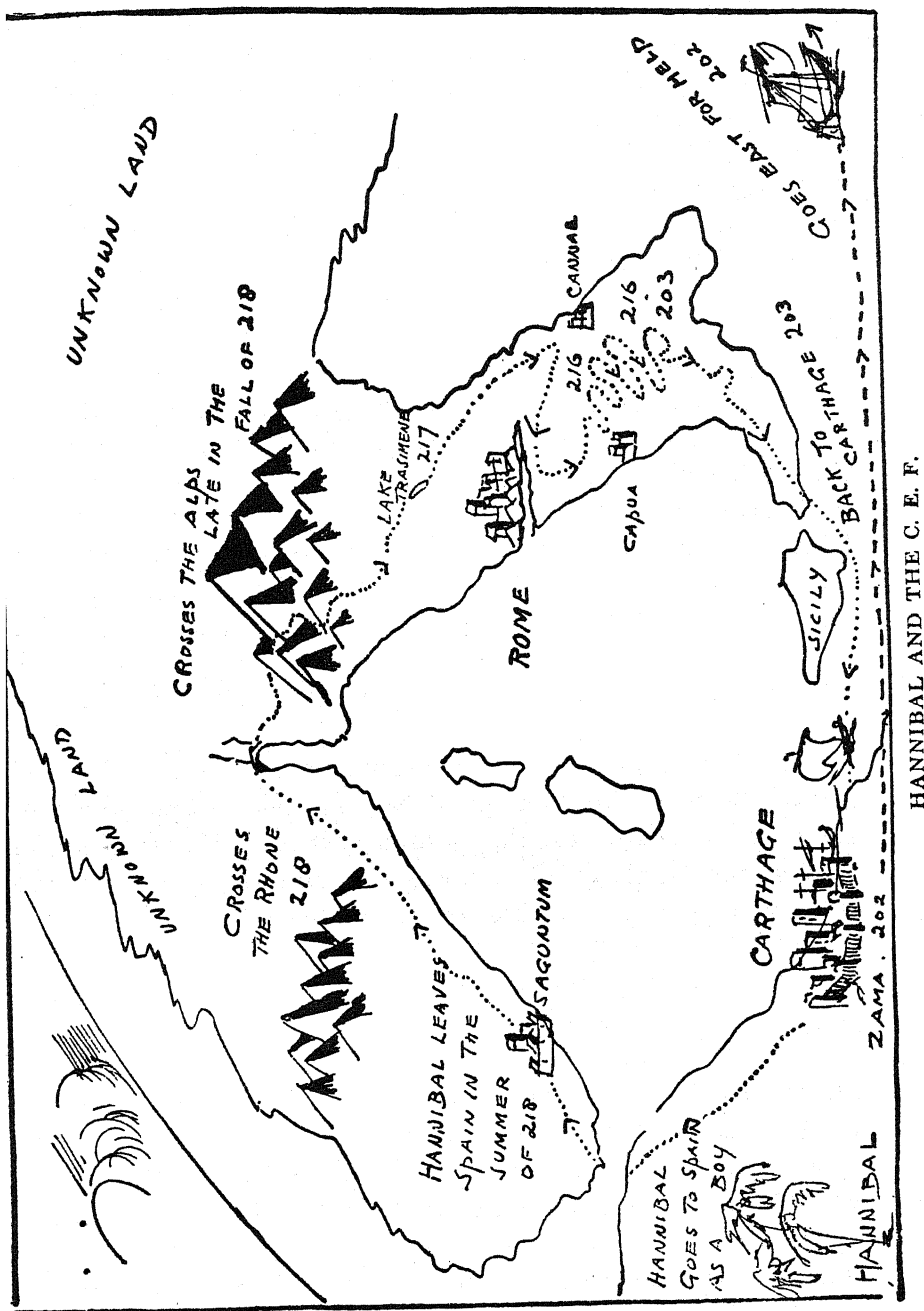 UNKNOWN LAND
UNKNOWN LAND
CROSSES THE ALPS
LATE IN THE
FALL OF 218
CROSSES
THE RHONE
218
HANNIBAL LEAVES
SPAIN IN THE
SUMMER
OF 218
SAGUNTUM
LAKE
TRASIMENE
217
ROME
CANNAE
216
216
-
203
CAPUA
SICILY
CARTHAGE
BACK TO
CARTHAGE 203
GOES EAST FOR HELP
202
HANNIBAL
GOES TO SPAIN
AS A BOY
HANNIBAL
ZAMA. 202
HANNIBAL AND THE C. E. F.